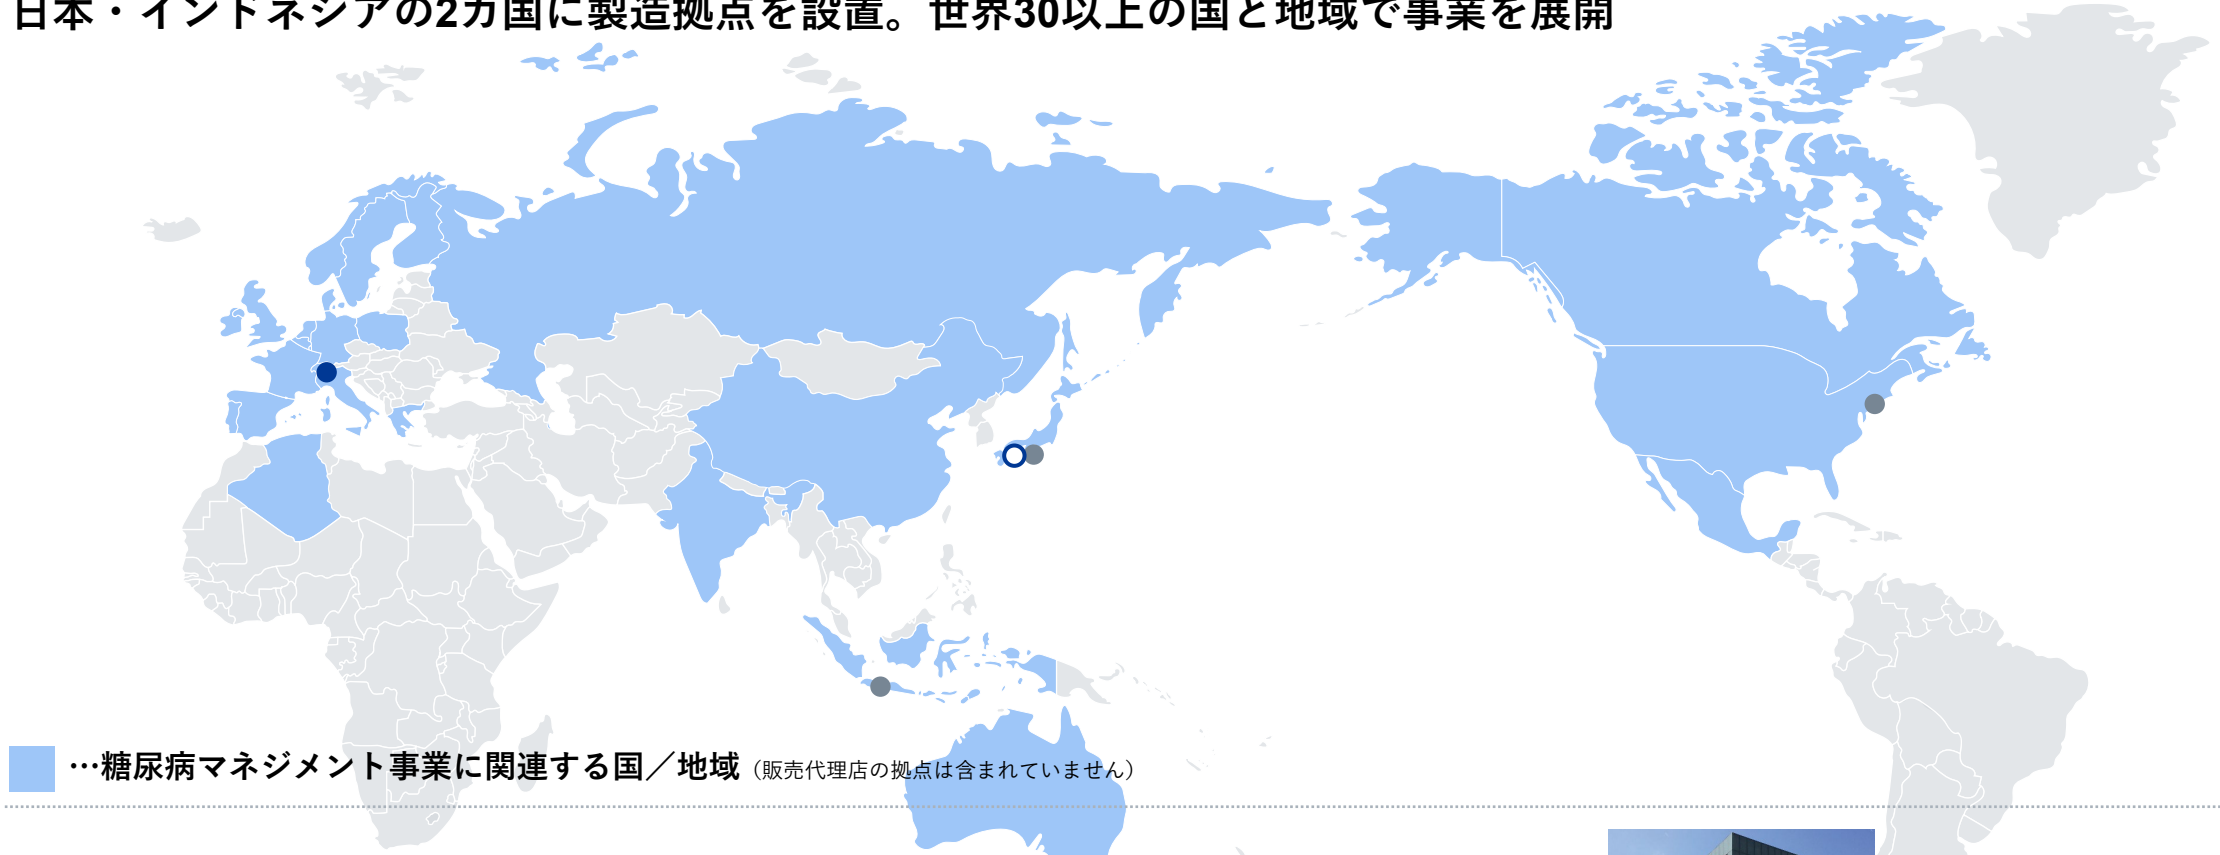 日本・インドネシアの2カ国に製造拠点を設置。世界30以上の国と地域で事業を展開
…糖尿病マネジメント事業に関連する国／地域（販売代理店の拠点は含まれていません）